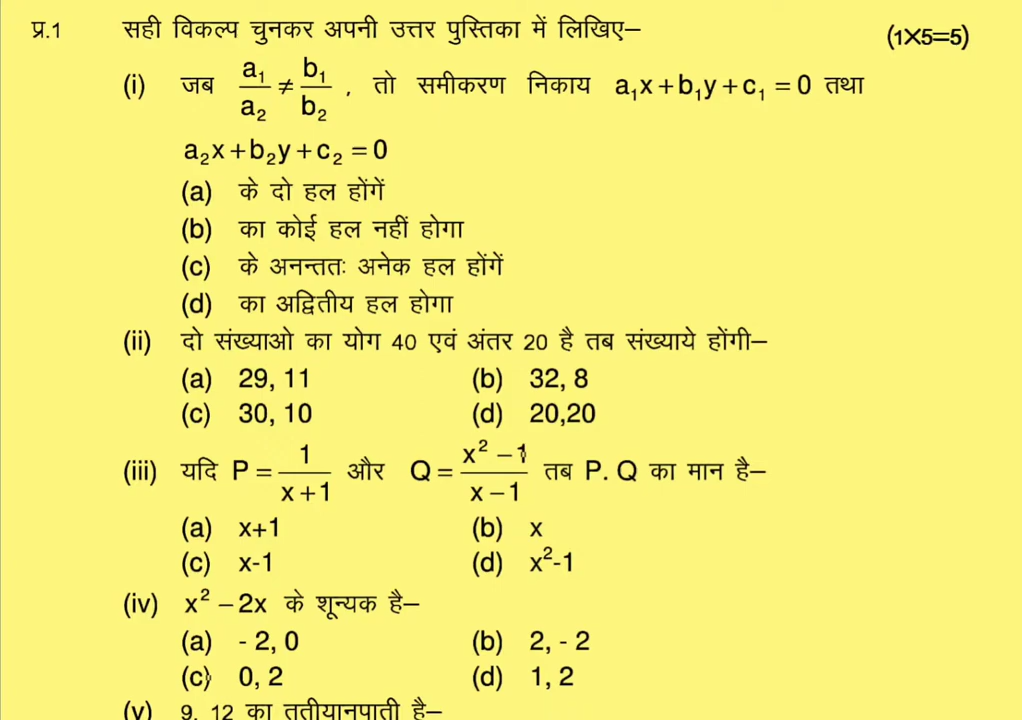 प्र.1 सही विकल्प चुनकर अपनी उत्तर पुस्तिका में लिखिए– (1×5=5)
(i) जब a₁/a₂ ≠ b₁/b₂ , तो समीकरण निकाय a₁x+b₁y+c₁ = 0 तथा
a₂x+b₂y+c₂ = 0
(a) के दो हल होंगें
(b) का कोई हल नहीं होगा
(c) के अनन्ततः अनेक हल होंगें
(d) का अद्वितीय हल होगा
(ii) दो संख्याओ का योग 40 एवं अंतर 20 है तब संख्याये होंगी–
(a) 29, 11 (b) 32, 8
(c) 30, 10 (d) 20,20
(iii) यदि P = 1/(x+1) और Q = (x² – 1)/(x – 1) तब P. Q का मान है–
(a) x+1 (b) x
(c) x-1 (d) x²-1
(iv) x² – 2x के शून्यक है–
(a) - 2, 0 (b) 2, - 2
(c) 0, 2 (d) 1, 2
(v) 9, 12 का तृतीयानुपाती है–